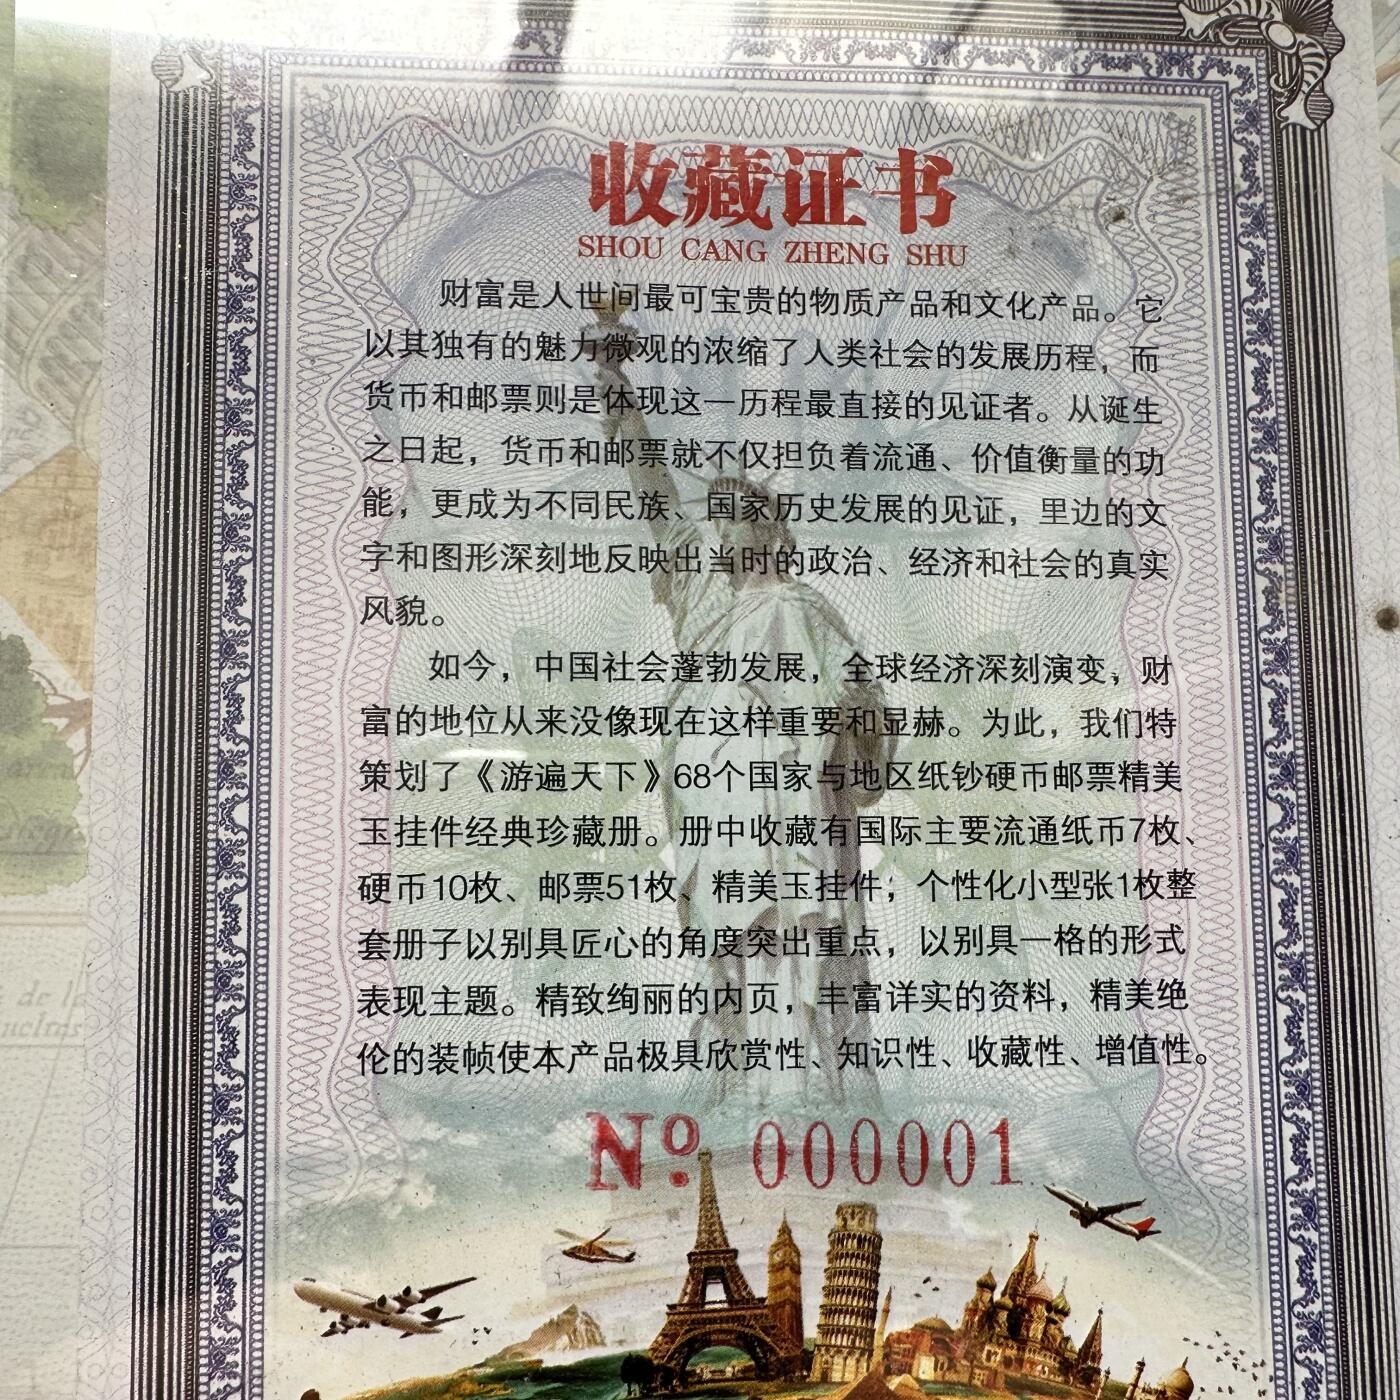 收藏证书
SHOU CANG ZHENG SHU
财富是人世间最可宝贵的物质产品和文化产品。它
以其独有的魅力微观的浓缩了人类社会的发展历程，而
货币和邮票则是体现这一历程最直接的见证者。从诞生
之日起，货币和邮票就不仅担负着流通、价值衡量的功
能，更成为不同民族、国家历史发展的见证，里边的文
字和图形深刻地反映出当时的政治、经济和社会的真实
风貌。
如今，中国社会蓬勃发展，全球经济深刻演变，财
富的地位从来没像现在这样重要和显赫。为此，我们特
策划了《游遍天下》68个国家与地区纸钞硬币邮票精美
玉挂件经典珍藏册。册中收藏有国际主要流通纸币7枚、
硬币10枚、邮票51枚、精美玉挂件；个性化小型张1枚整
套册子以别具匠心的角度突出重点，以别具一格的形式
表现主题。精致绚丽的内页，丰富详实的资料，精美绝
伦的装帧使本产品极具欣赏性、知识性、收藏性、增值性。
Nº 000001